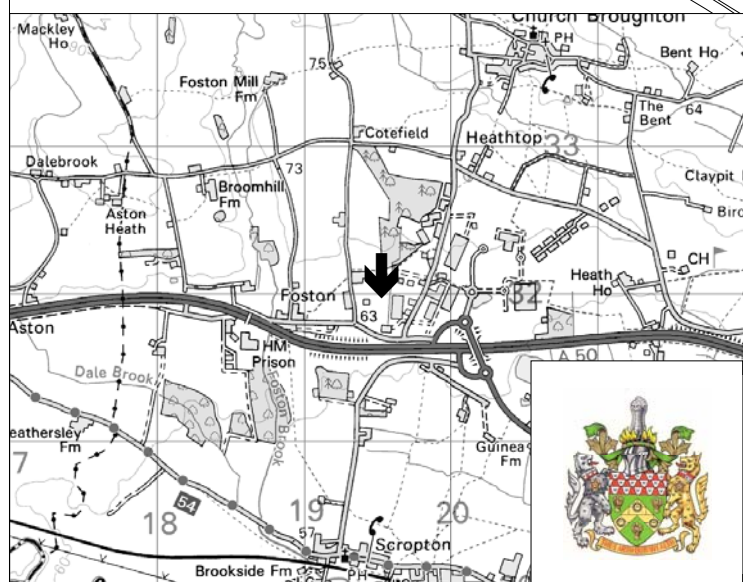 Church Broughton
Mackley
Ho
90
PH
75
Bent Ho
Foston Mill
Fm
The
Bent
64
Cotefield
Heathtop
33
Dalebrook
73
Claypit
Broomhill
Fm
Aston
Heath
CH
Heath
Ho
32
Foston
63
Aston
HM
Prison
A 50
Dale Brook
Foston Brook
eathersley
Fm
Guinea
Fm
7
54
18
19
20
57
Scropton
60
Brookside Fm
PH